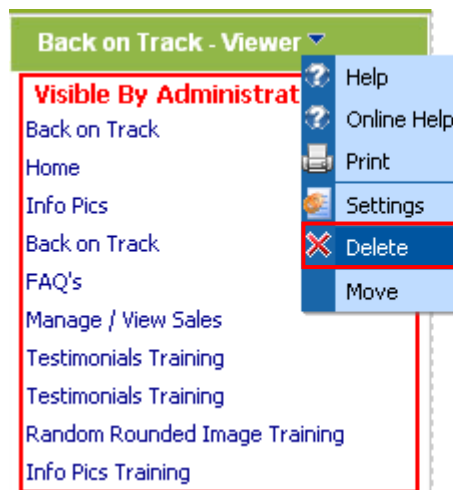 Back on Track - Viewer
Visible By Administrat
Back on Track
Home
Info Pics
Back on Track
FAQ's
Manage / View Sales
Testimonials Training
Testimonials Training
Random Rounded Image Training
Info Pics Training
Help
Online Help
Print
Settings
Delete
Move